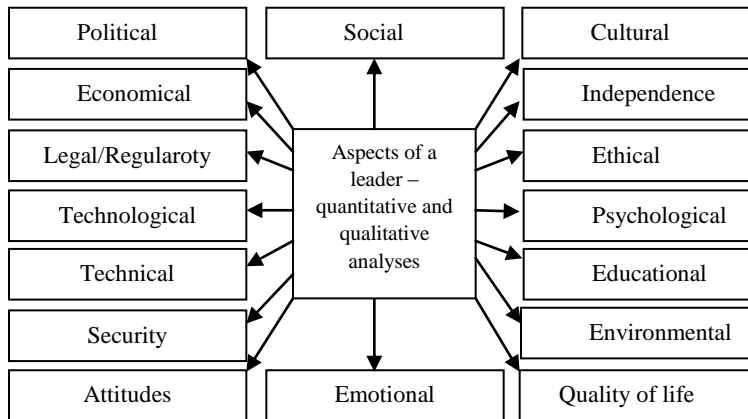 Political
Social
Cultural
Economical
Independence
Legal/Regularoty
Aspects of a
leader –
quantitative and
qualitative
analyses
Ethical
Technological
Psychological
Technical
Educational
Security
Environmental
Attitudes
Emotional
Quality of life